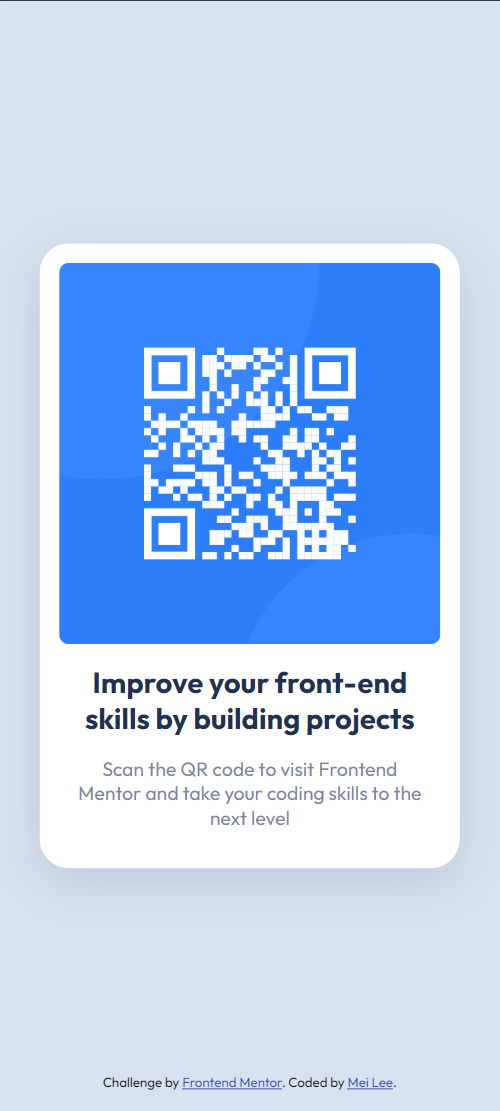 Improve your front-end
skills by building projects
Scan the QR code to visit Frontend
Mentor and take your coding skills to the
next level
Challenge by Frontend Mentor. Coded by Mei Lee.